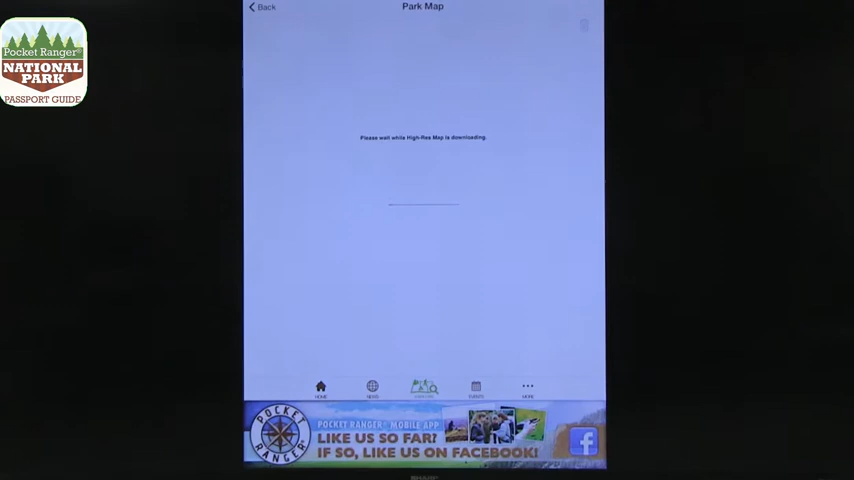 Back
Park Map
Pocket Ranger®
NATIONAL
PARK
PASSPORT GUIDE
Please wait while High-Res Map is downloading.
HOME
NEWS
EVENTS
MORE
POCKET RANGER®
POCKET RANGER® MOBILE APP
LIKE US SO FAR?
IF SO, LIKE US ON FACEBOOK!
f